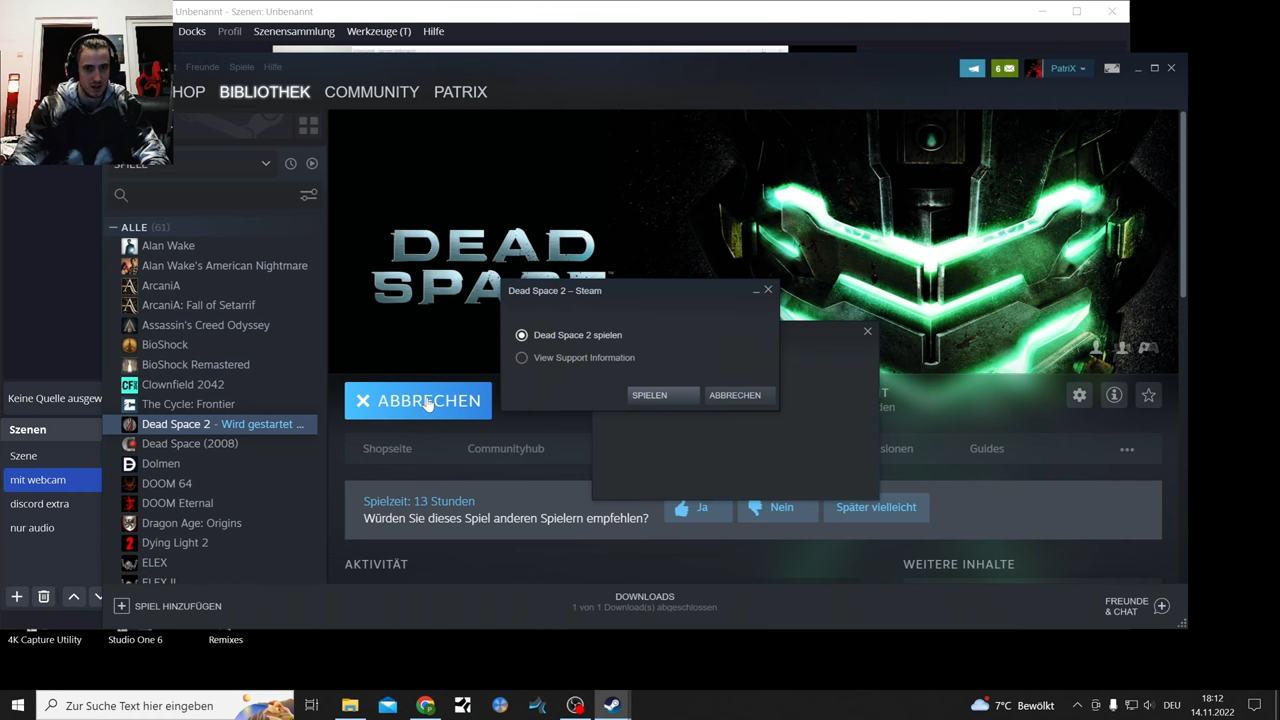 Unbenannt - Szenen: Unbenannt
Docks Profil Szenensammlung Werkzeuge (T) Hilfe
Freunde Spiele Hilfe
6 PatriX
HOP BIBLIOTHEK COMMUNITY PATRIX
SPIELE
ALLE (61)
Alan Wake
Alan Wake's American Nightmare
ArcaniA
ArcaniA: Fall of Setarrif
Assassin's Creed Odyssey
BioShock
BioShock Remastered
Clownfield 2042
The Cycle: Frontier
Dead Space 2 - Wird gestartet ...
Dead Space (2008)
Dolmen
DOOM 64
DOOM Eternal
Dragon Age: Origins
Dying Light 2
ELEX
ELEX II
SPIEL HINZUFÜGEN
DEAD
SPA
Dead Space 2 – Steam
Dead Space 2 spielen
View Support Information
SPIELEN ABBRECHEN
ABBRECHEN
Shopseite Communityhub Guides
Spielzeit: 13 Stunden
Würden Sie dieses Spiel anderen Spielern empfehlen? Ja Nein Später vielleicht
AKTIVITÄT WEITERE INHALTE
DOWNLOADS
1 von 1 Download(s) abgeschlossen
FREUNDE
& CHAT
Keine Quelle ausgew
Szenen
Szene
mit webcam
discord extra
nur audio
4K Capture Utility Studio One 6 Remixes
Zur Suche Text hier eingeben
7°C Bewölkt DEU
18:12
14.11.2022